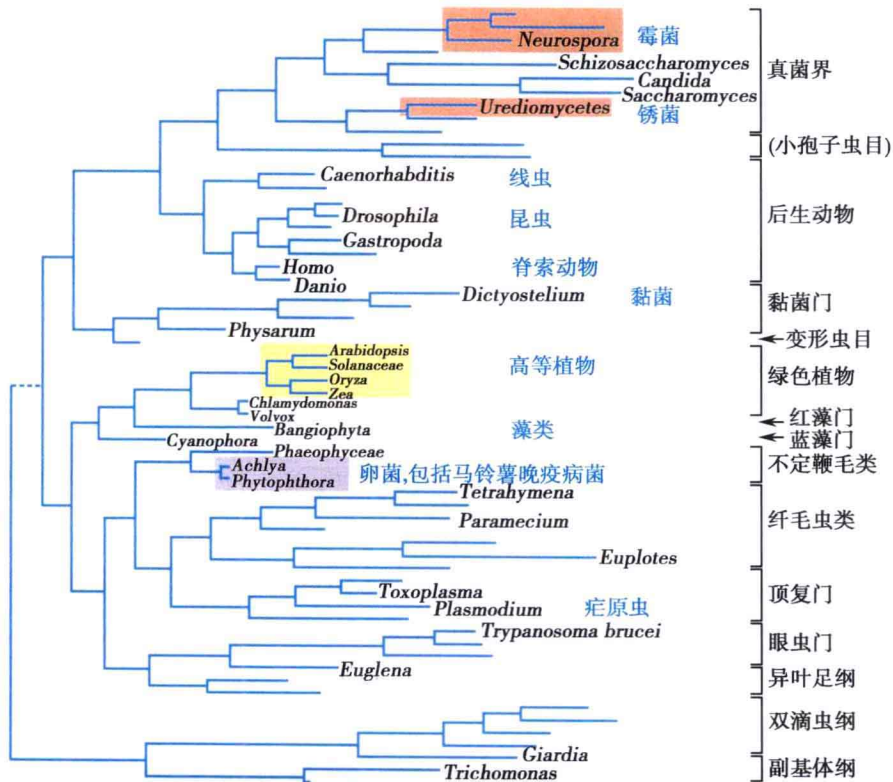 Neurospora 霉菌
Schizosaccharomyces
Candida
Saccharomyces
真菌界
Urediomycetes
锈菌
(小孢子虫目)
Caenorhabditis 线虫
Drosophila 昆虫
后生动物
Gastropoda
Homo 脊索动物
Danio
Dictyostelium 黏菌
黏菌门
Physarum
变形虫目
Arabidopsis
Solanaceae
高等植物
绿色植物
Oryza
Zea
Chlamydomonas
Volvox
红藻门
Bangiophyta 藻类
Cyanophora
蓝藻门
Phaeophyceae
不定鞭毛类
Achlya
Phytophthora
卵菌,包括马铃薯晚疫病菌
Tetrahymena
Paramecium
纤毛虫类
Euplotes
Toxoplasma
顶复门
Plasmodium 疟原虫
Trypanosoma brucei
眼虫门
Euglena
异叶足纲
双滴虫纲
Giardia
Trichomonas
副基体纲